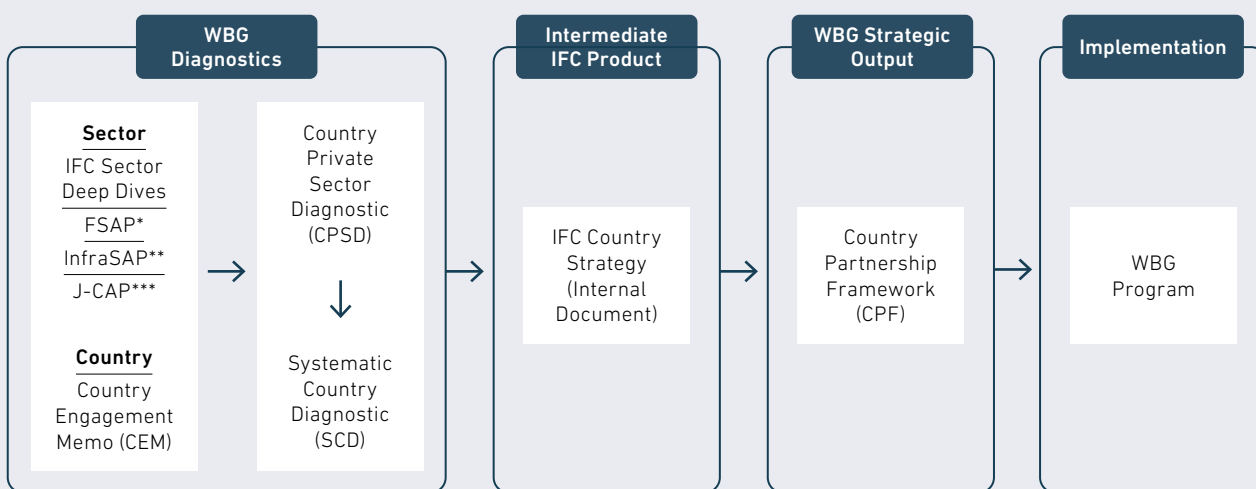 WBG
Diagnostics
Intermediate
IFC Product
WBG Strategic
Output
Implementation
Sector
IFC Sector
Deep Dives
FSAP*
InfraSAP**
J-CAP***
Country
Country
Engagement
Memo (CEM)
Country
Private
Sector
Diagnostic
(CPSD)
Systematic
Country
Diagnostic
(SCD)
IFC Country
Strategy
(Internal
Document)
Country
Partnership
Framework
(CPF)
WBG
Program